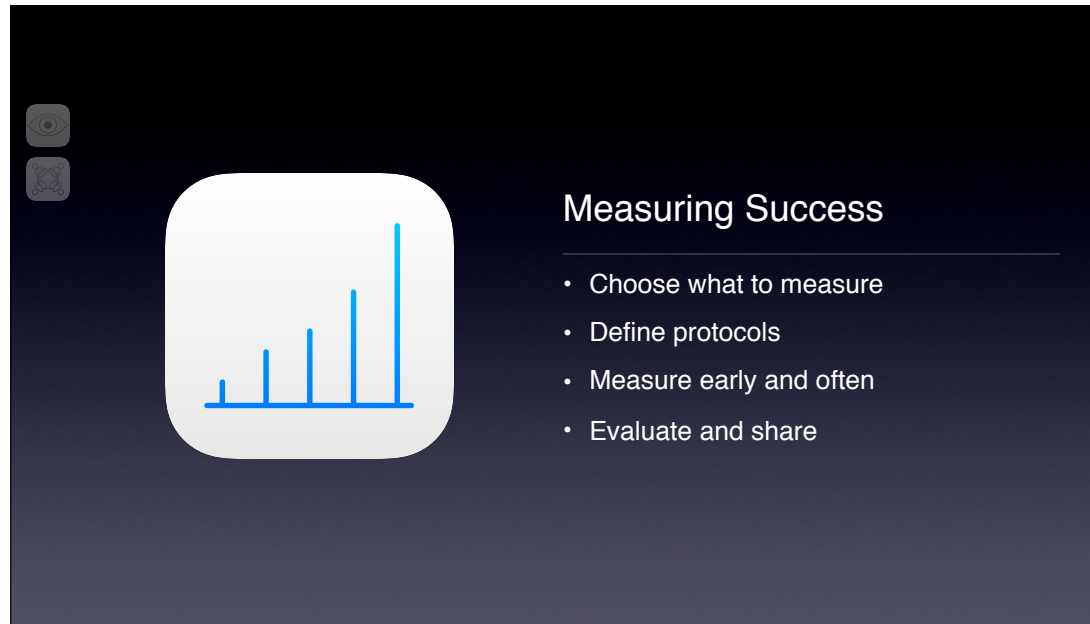 Measuring Success
• Choose what to measure
• Define protocols
• Measure early and often
• Evaluate and share